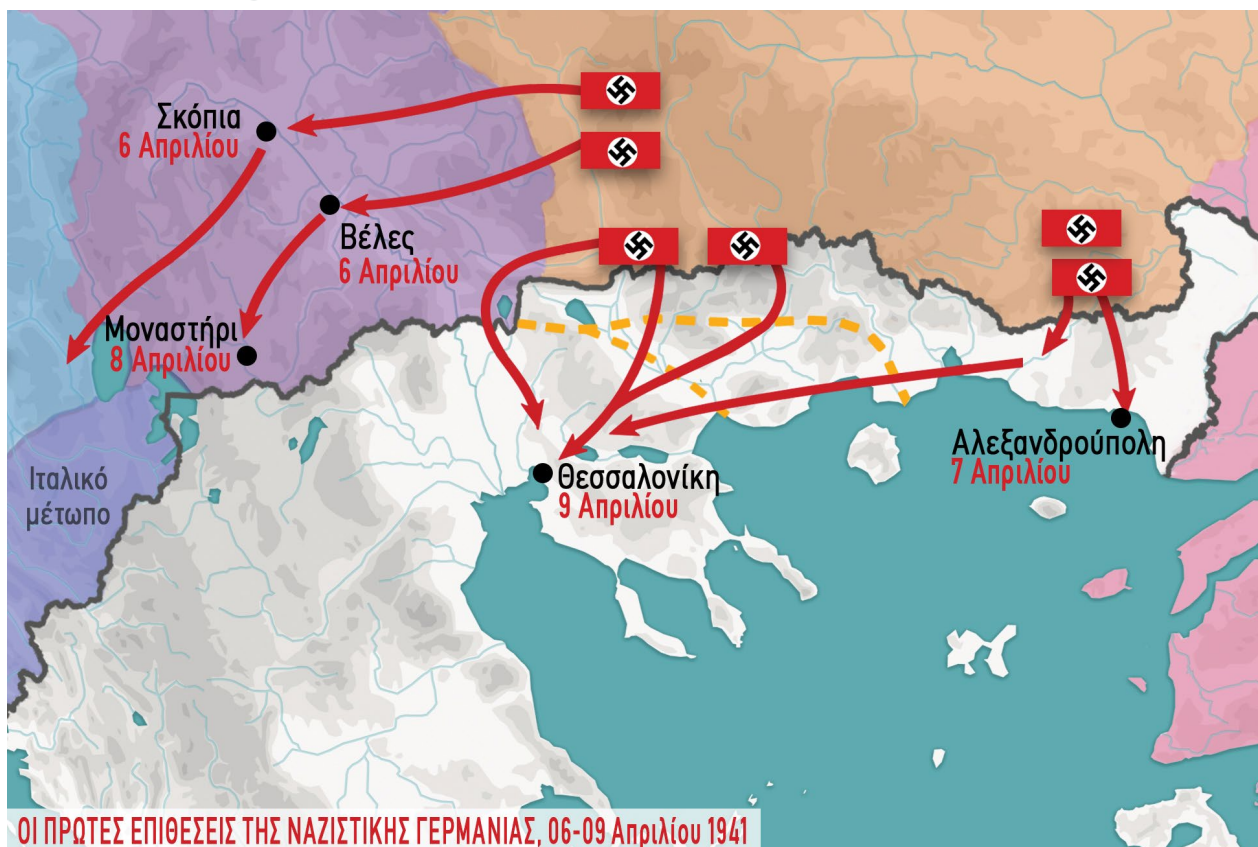 Σκόπια
6 Απριλίου
Βέλες
6 Απριλίου
Μοναστήρι
8 Απριλίου
Ιταλικό
μέτωπο
Θεσσαλονίκη
9 Απριλίου
Αλεξανδρούπολη
7 Απριλίου
ΟΙ ΠΡΩΤΕΣ ΕΠΙΘΕΣΕΙΣ ΤΗΣ ΝΑΖΙΣΤΙΚΗΣ ΓΕΡΜΑΝΙΑΣ, 06-09 Απριλίου 1941